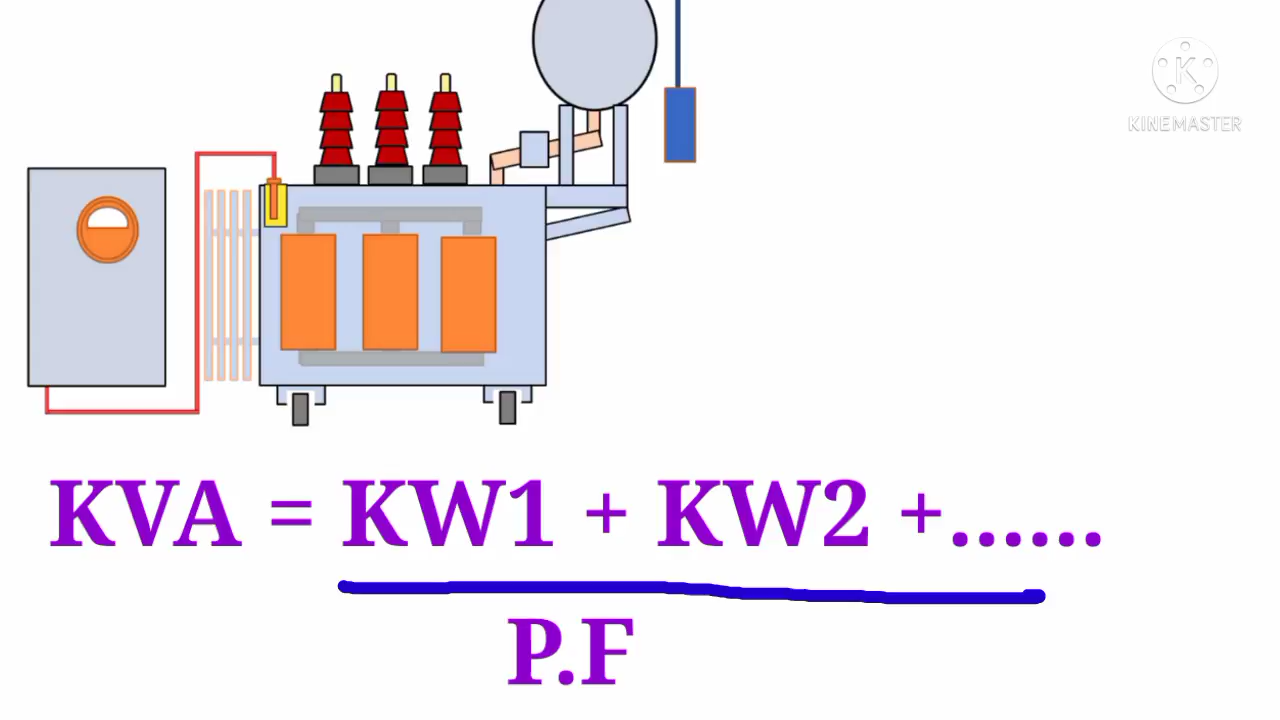 K
KINEMASTER
KVA = KW1 + KW2 +......
P.F